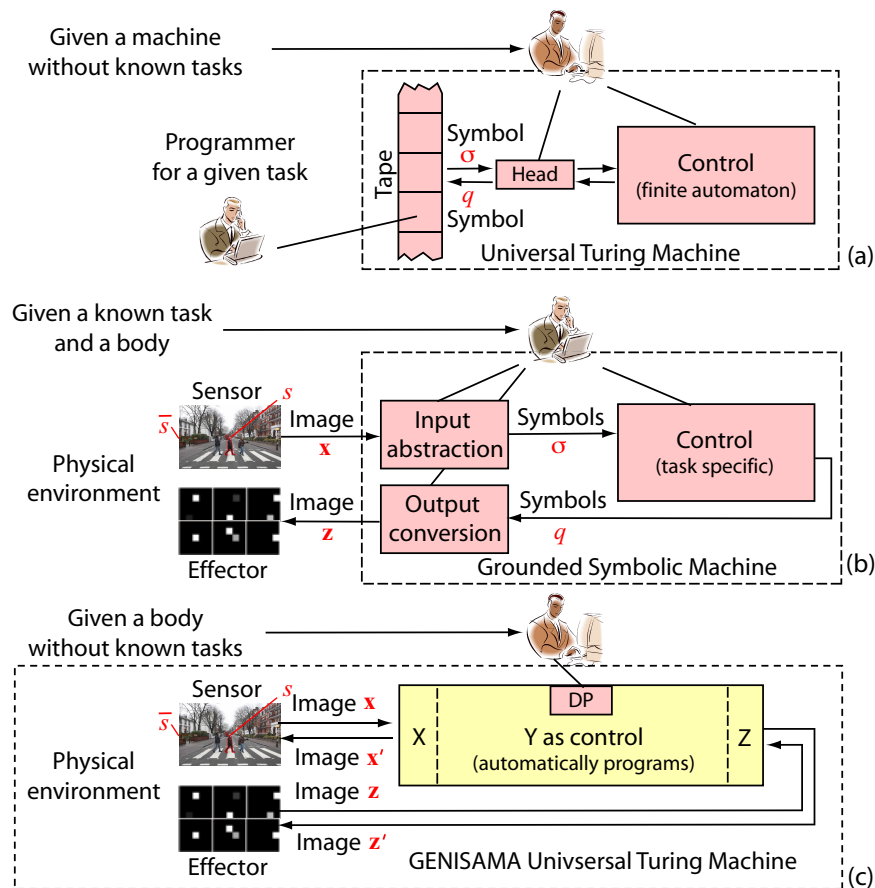 Given a machine
without known tasks
Programmer
for a given task
Tape
Symbol
σ
q
Symbol
Head
Control
(finite automaton)
Universal Turing Machine
(a)
Given a known task
and a body
Sensor
s
s̅
Physical
environment
Image
x
Input
abstraction
Symbols
σ
Control
(task specific)
Image
z
Output
conversion
Symbols
q
Effector
Grounded Symbolic Machine
(b)
Given a body
without known tasks
Sensor
s
s̅
Physical
environment
Image x
Image x′
Image z
Image z′
Effector
X
DP
Y as control
(automatically programs)
Z
GENISAMA Univsersal Turing Machine
(c)